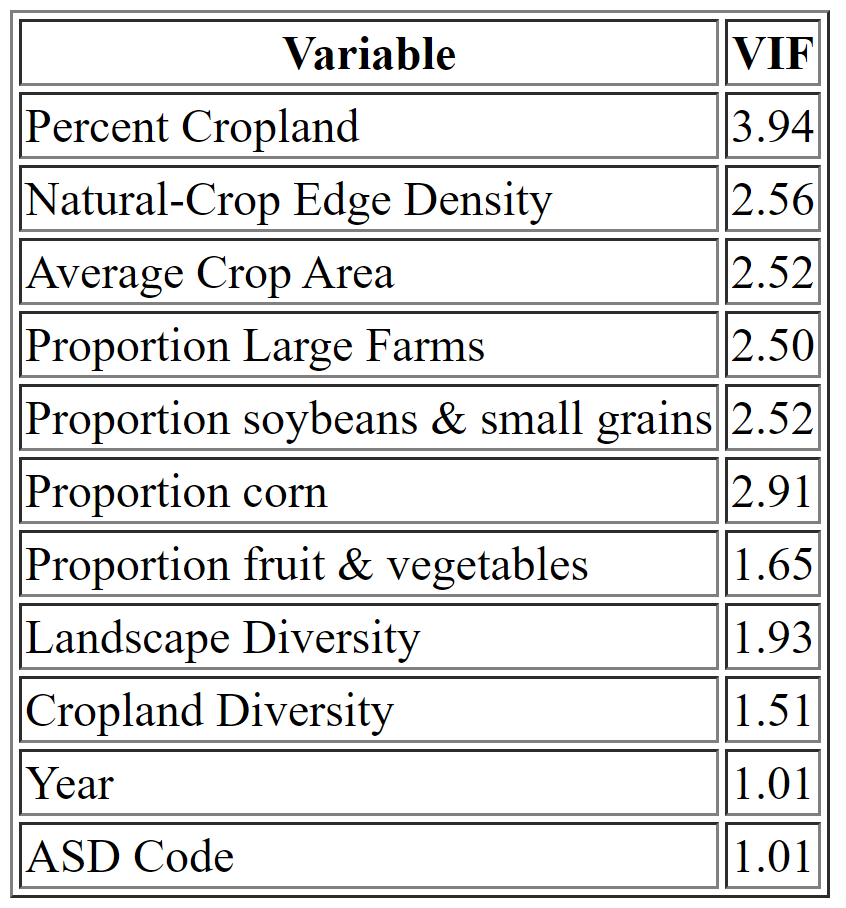 Variable VIF
Percent Cropland 3.94
Natural-Crop Edge Density 2.56
Average Crop Area 2.52
Proportion Large Farms 2.50
Proportion soybeans & small grains 2.52
Proportion corn 2.91
Proportion fruit & vegetables 1.65
Landscape Diversity 1.93
Cropland Diversity 1.51
Year 1.01
ASD Code 1.01